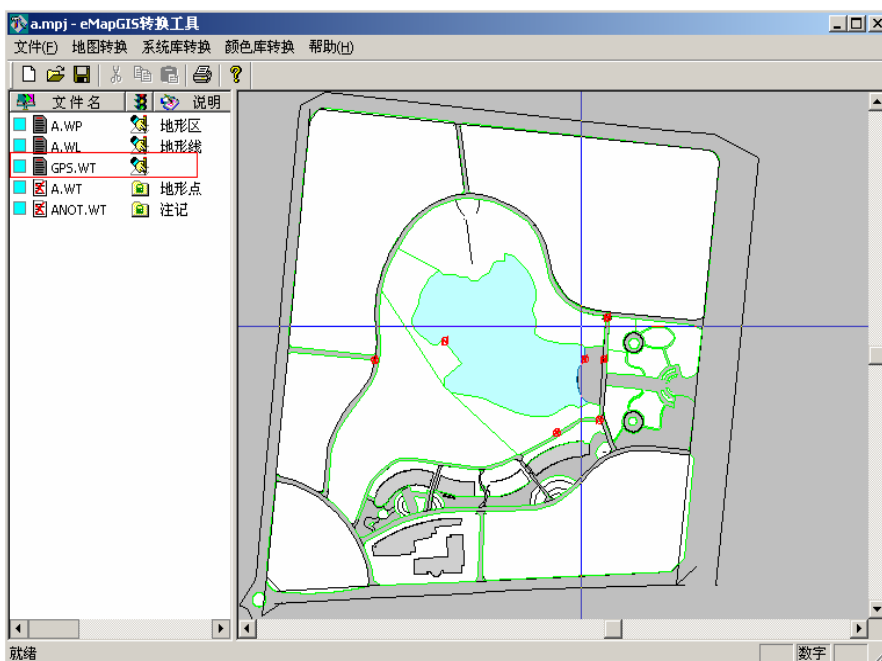 a.mpj - eMapGIS转换工具
文件(F) 地图转换 系统库转换 颜色库转换 帮助(H)
文件名 说明
A.WP 地形区
A.WL 地形线
GPS.WT
A.WT 地形点
ANOT.WT 注记
就绪 数字